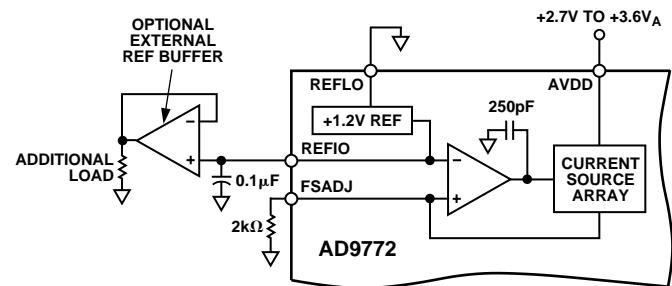 OPTIONAL
EXTERNAL
REF BUFFER
+2.7V TO +3.6V_A
REFLO
AVDD
250pF
+1.2V REF
–
+
REFIO
–
+
CURRENT
SOURCE
ARRAY
ADDITIONAL
LOAD
0.1μF
FSADJ
2kΩ
AD9772